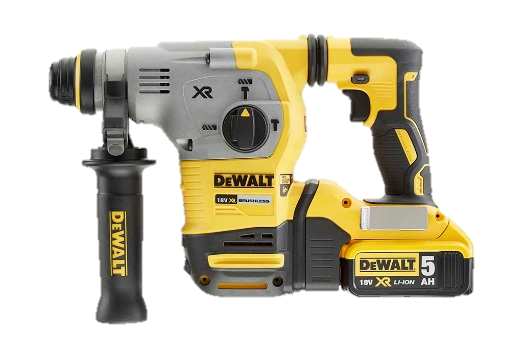 XR
DEWALT
18V XR BRUSHLESS
DEWALT
DEWALT
5
18V XR LI-ION
AH